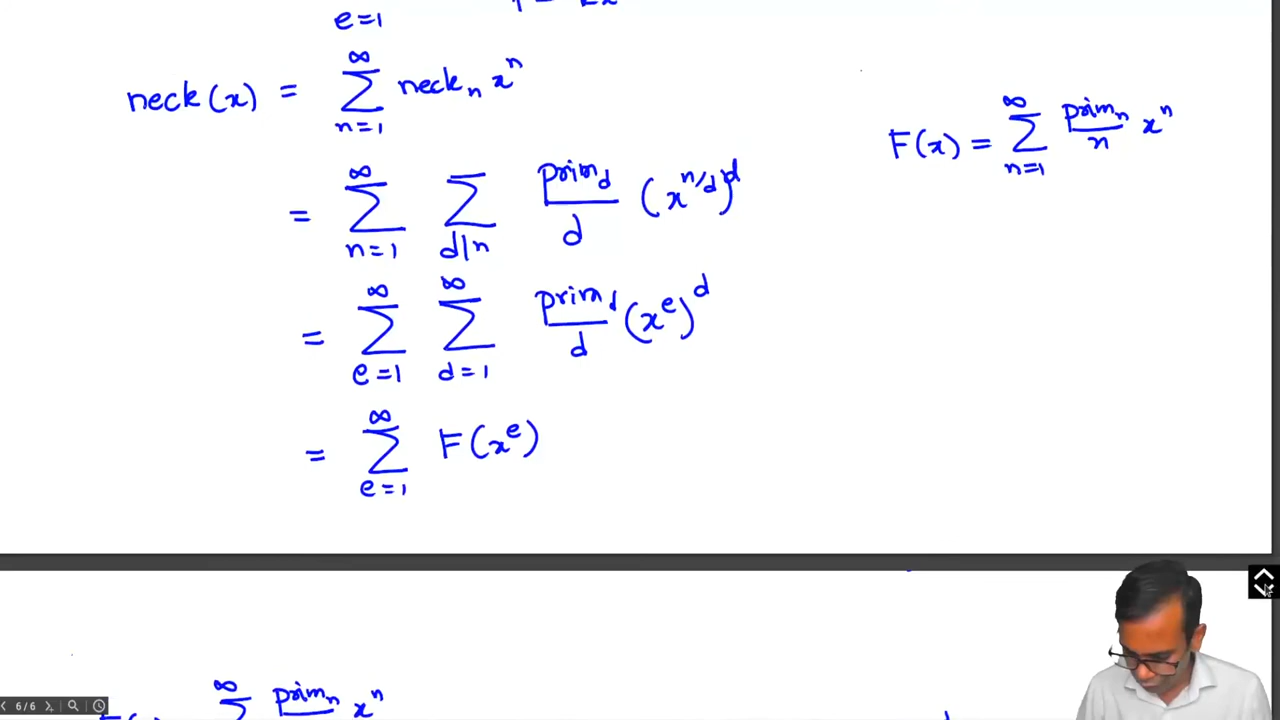 e=1
neck(x) = ∞∑n=1 neck_n x^n
F(x) = ∞∑n=1 prim_n/n x^n
= ∞∑n=1 ∑d|n prim_d/d (x^{n/d})^d
= ∞∑e=1 ∞∑d=1 prim_d/d (x^e)^d
= ∞∑e=1 F(x^e)
∞∑ prim_n x^n
6/6